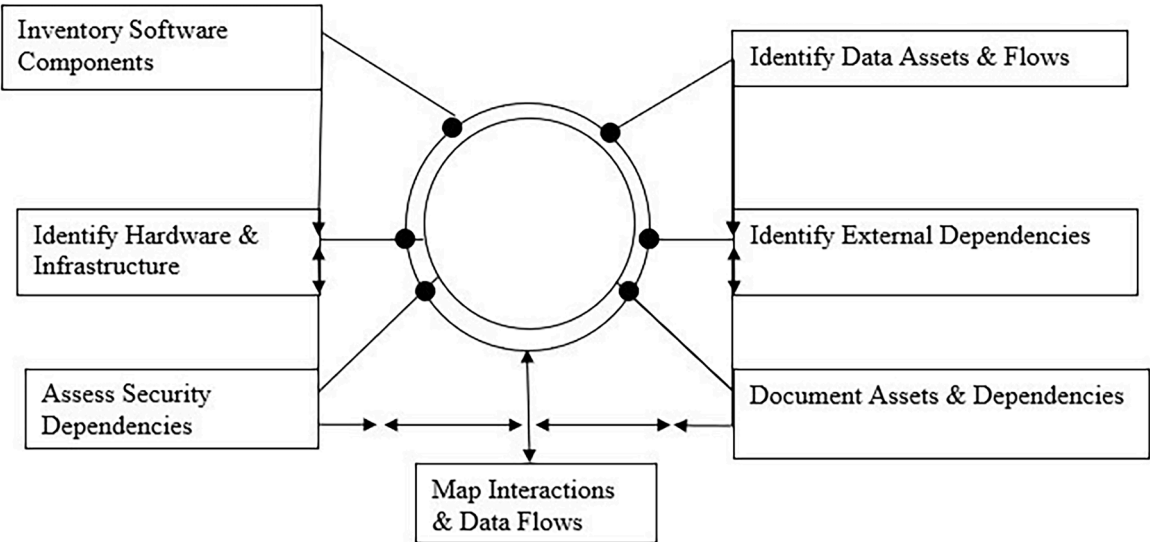 Inventory Software
Components
Identify Data Assets & Flows
Identify Hardware &
Infrastructure
Identify External Dependencies
Assess Security
Dependencies
Document Assets & Dependencies
Map Interactions
& Data Flows